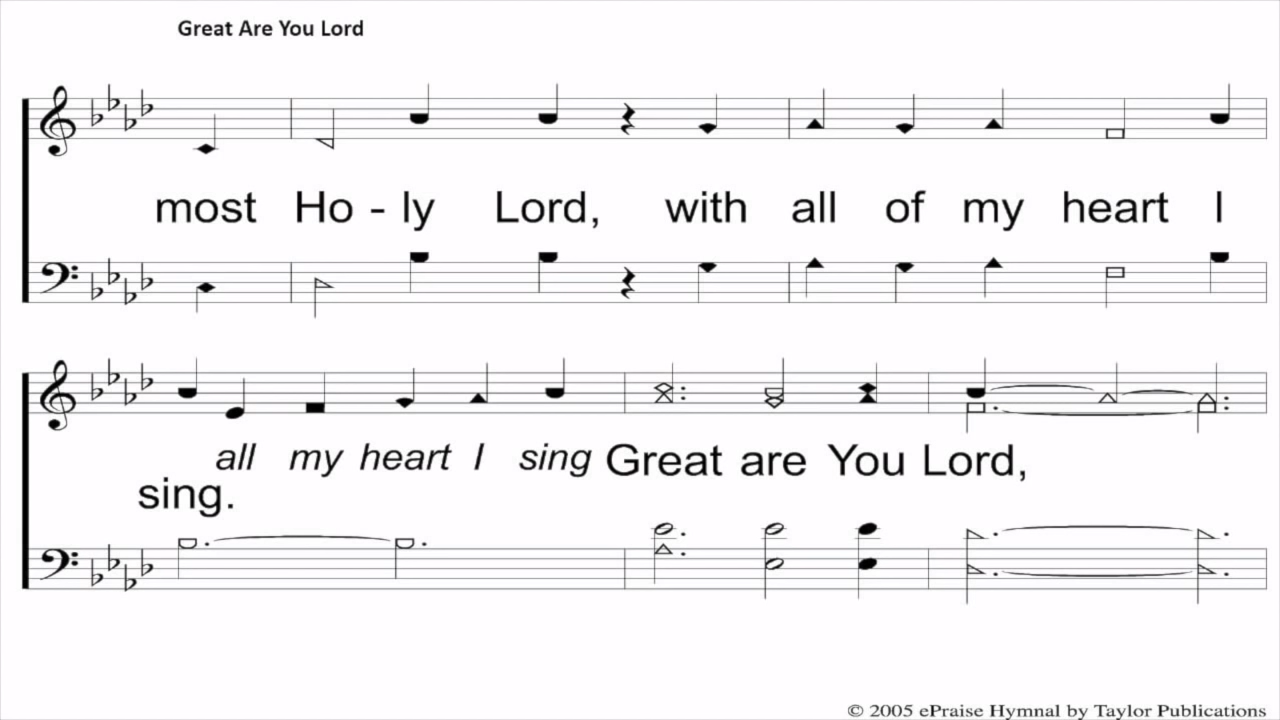 Great Are You Lord
most Ho - ly Lord, with all of my heart I
all my heart I sing Great are You Lord,
sing.
© 2005 ePraise Hymnal by Taylor Publications